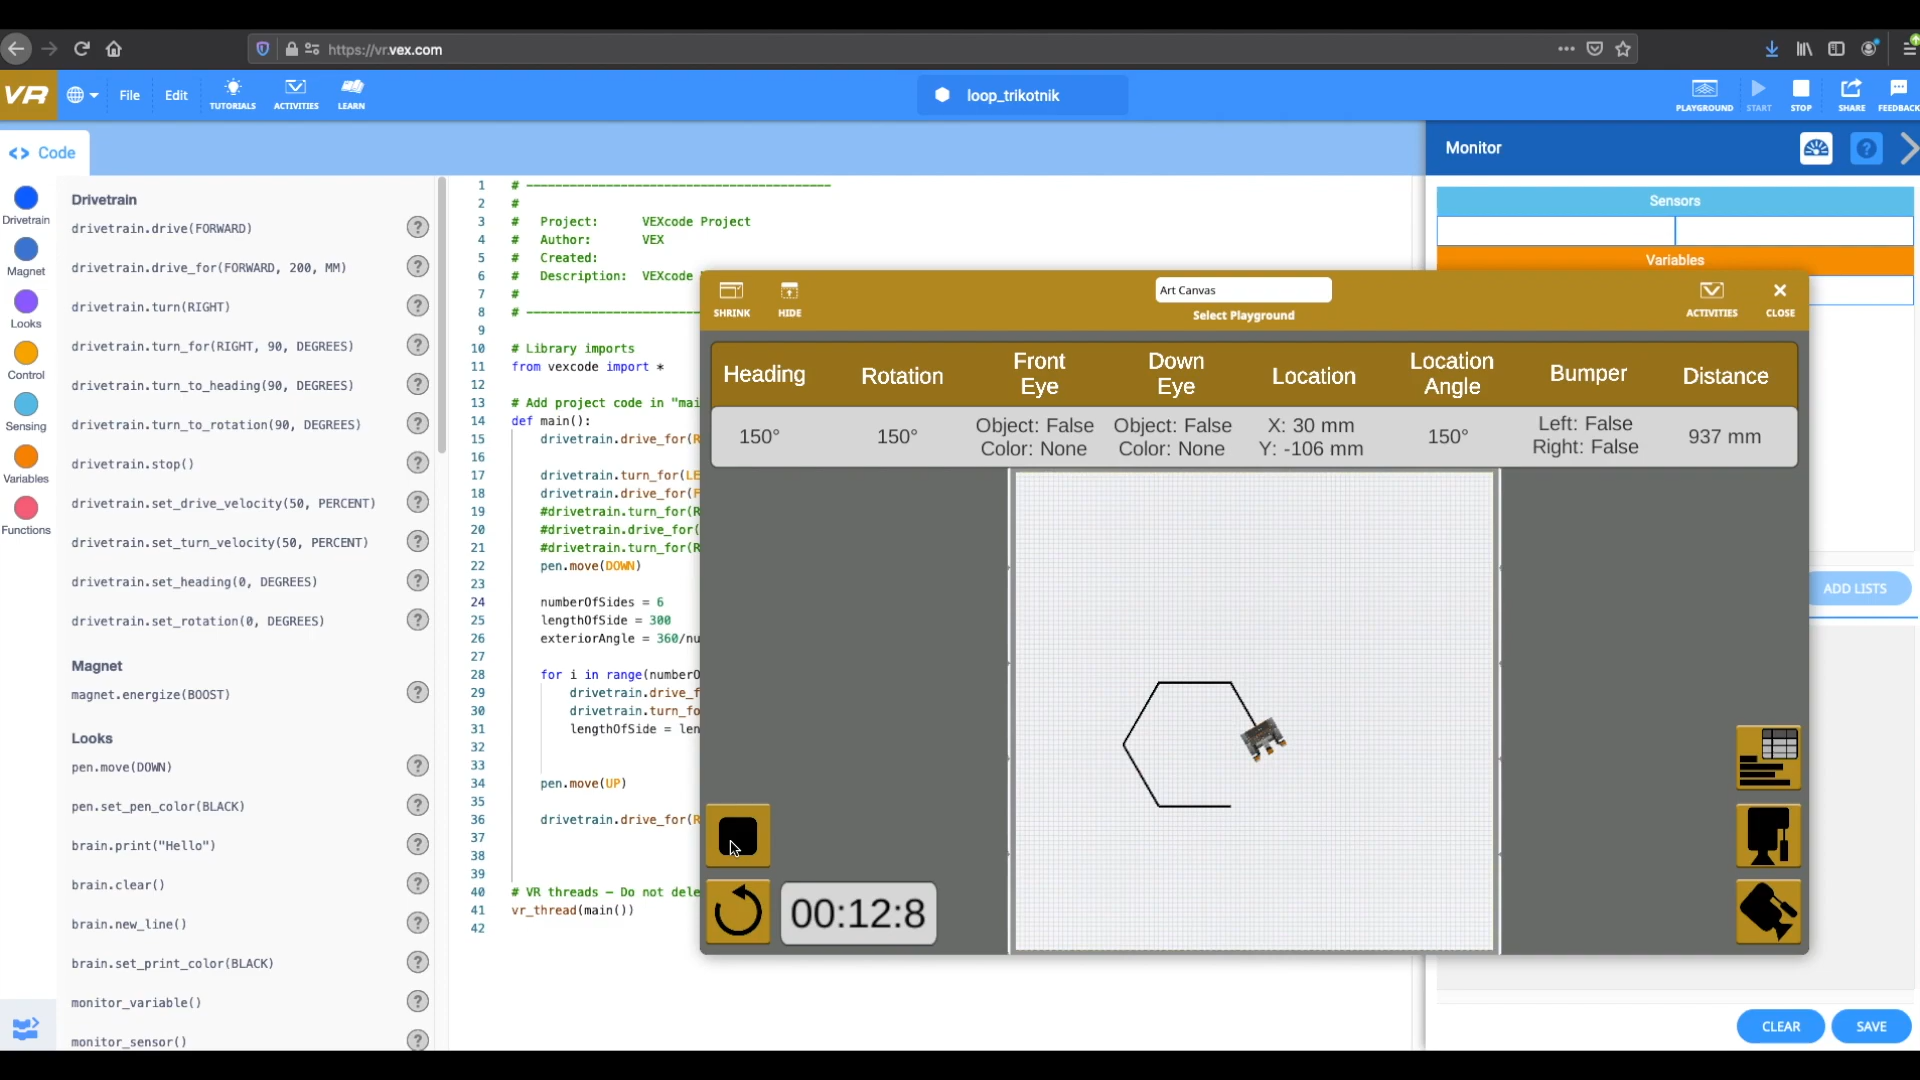 https://vr.vex.com
VR
File
Edit
TUTORIALS
ACTIVITIES
LEARN
loop_trikotnik
PLAYGROUND
START
STOP
SHARE
FEEDBACK
<> Code
Monitor
Drivetrain
Magnet
Looks
Control
Sensing
Variables
Functions
Drivetrain
drivetrain.drive(FORWARD)
drivetrain.drive_for(FORWARD, 200, MM)
drivetrain.turn(RIGHT)
drivetrain.turn_for(RIGHT, 90, DEGREES)
drivetrain.turn_to_heading(90, DEGREES)
drivetrain.turn_to_rotation(90, DEGREES)
drivetrain.stop()
drivetrain.set_drive_velocity(50, PERCENT)
drivetrain.set_turn_velocity(50, PERCENT)
drivetrain.set_heading(0, DEGREES)
drivetrain.set_rotation(0, DEGREES)
Magnet
magnet.energize(BOOST)
Looks
pen.move(DOWN)
pen.set_pen_color(BLACK)
brain.print("Hello")
brain.clear()
brain.new_line()
brain.set_print_color(BLACK)
monitor_variable()
monitor_sensor()
1 # ------------------------------------------
2 #
3 # Project: VEXcode Project
4 # Author: VEX
5 # Created:
6 # Description: VEXcode
7 #
8 # ------------------------
9
10 # Library imports
11 from vexcode import *
12
13 # Add project code in "mai
14 def main():
15 drivetrain.drive_for(R
16
17 drivetrain.turn_for(LE
18 drivetrain.drive_for(F
19 #drivetrain.turn_for(R
20 #drivetrain.drive_for(
21 #drivetrain.turn_for(R
22 pen.move(DOWN)
23
24 numberOfSides = 6
25 lengthOfSide = 300
26 exteriorAngle = 360/nu
27
28 for i in range(numberO
29 drivetrain.drive_f
30 drivetrain.turn_fo
31 lengthOfSide = len
32
33
34 pen.move(UP)
35
36 drivetrain.drive_for(R
37
38
39
40 # VR threads — Do not dele
41 vr_thread(main())
42
Sensors
Variables
ADD LISTS
CLEAR
SAVE
SHRINK
HIDE
Art Canvas
Select Playground
ACTIVITIES
CLOSE
Heading Rotation Front Eye Down Eye Location Location Angle Bumper Distance
150° 150° Object: False Object: False X: 30 mm 150° Left: False 937 mm
Color: None Color: None Y: -106 mm Right: False
00:12:8